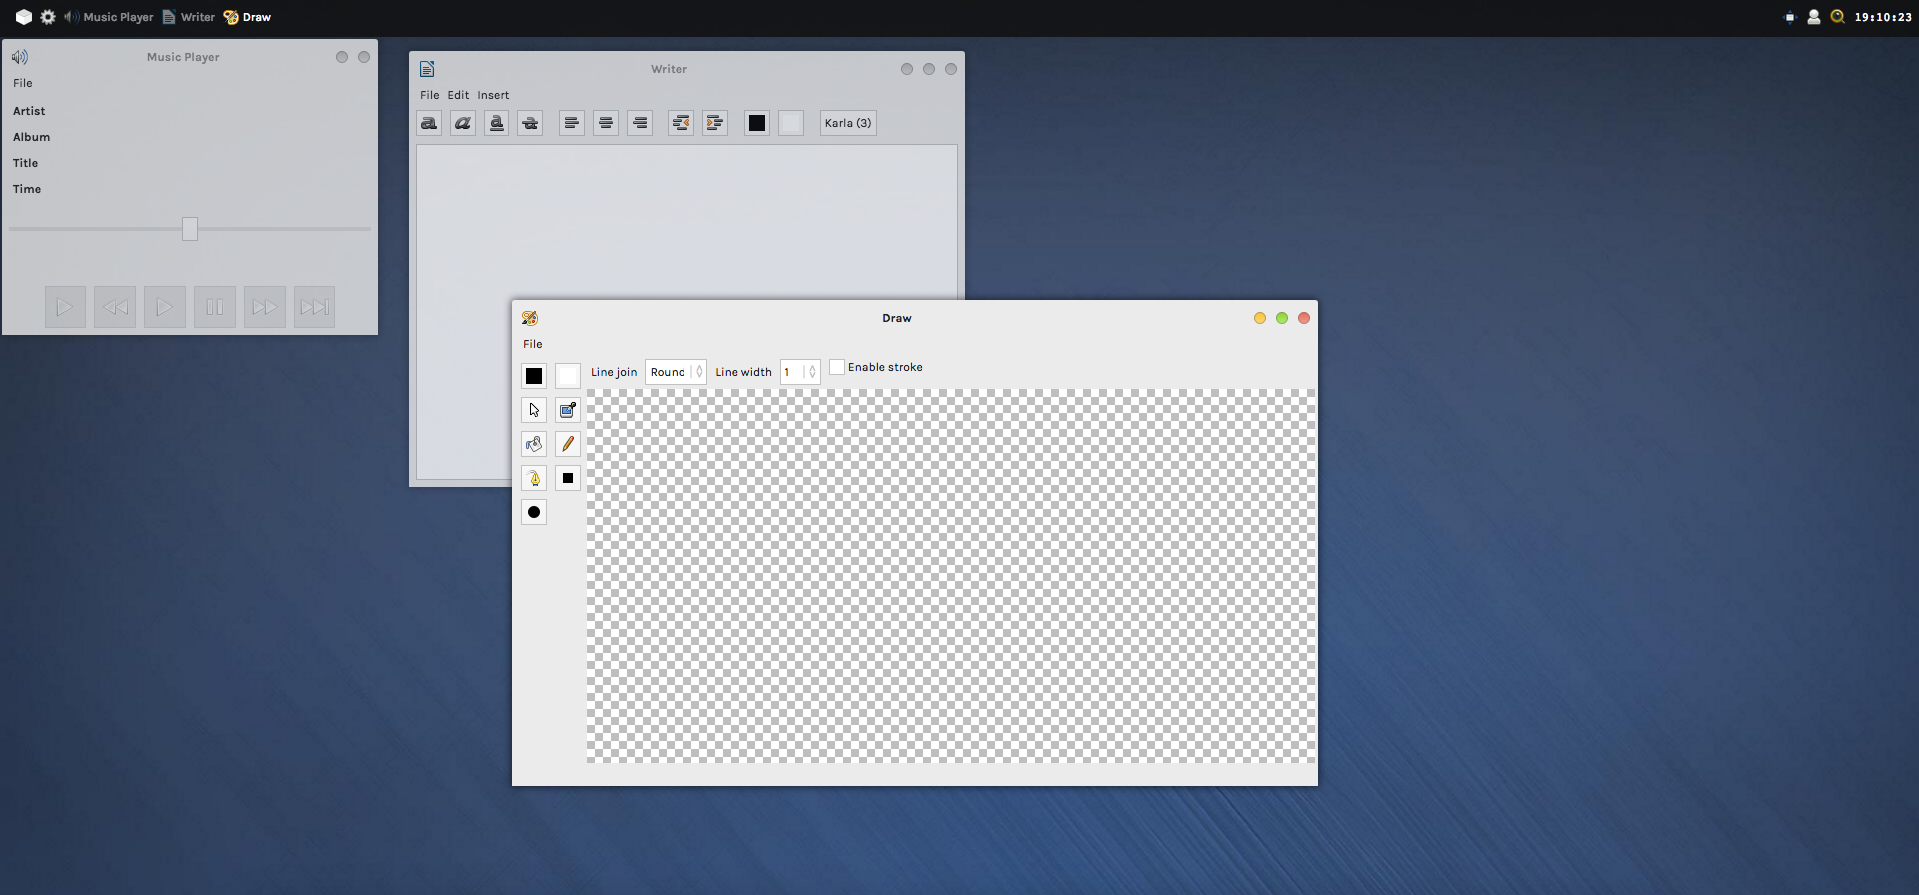 Music Player Writer Draw 19:10:23
Music Player
File
Artist
Album
Title
Time
Writer
File Edit Insert
Karla (3)
Draw
File
Line join Round Line width 1 Enable stroke